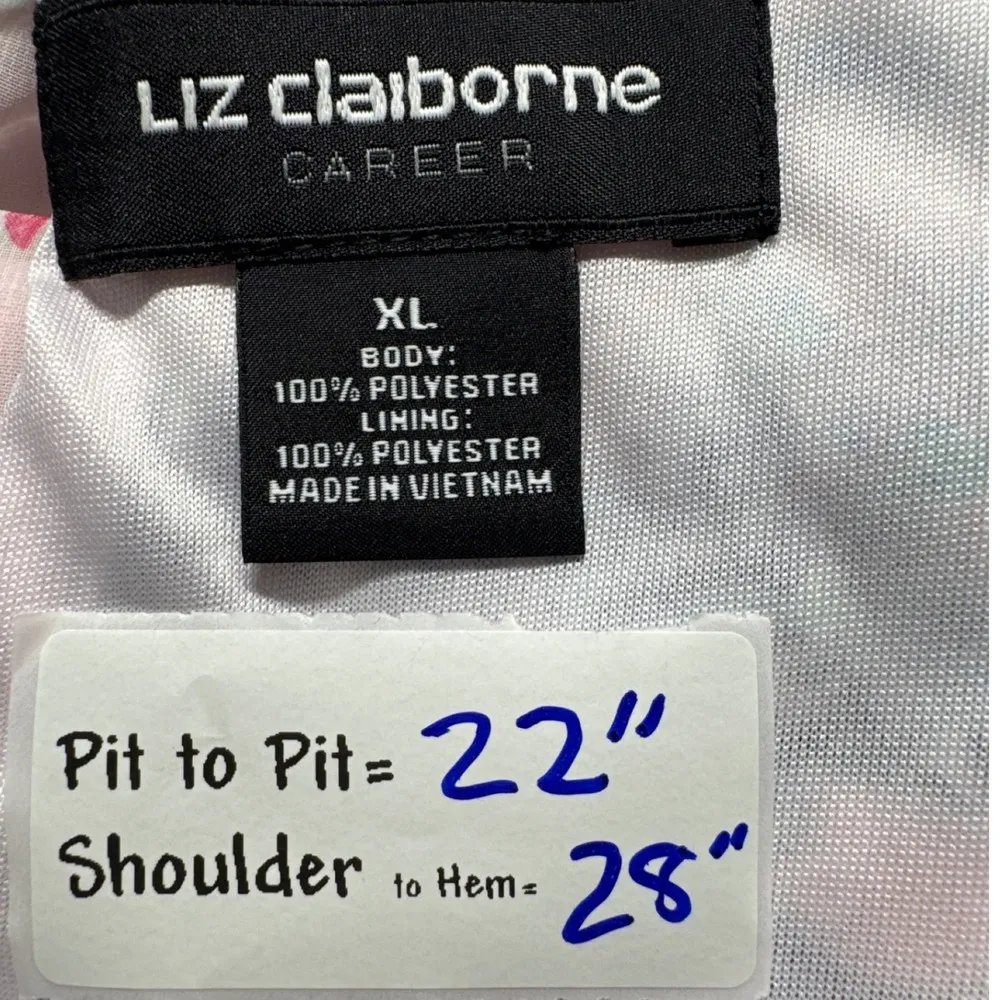 Liz claiborne
CAREER
XL
BODY:
100% POLYESTER
LINING:
100% POLYESTER
MADE IN VIETNAM
Pit to Pit = 22"
Shoulder to Hem = 28"